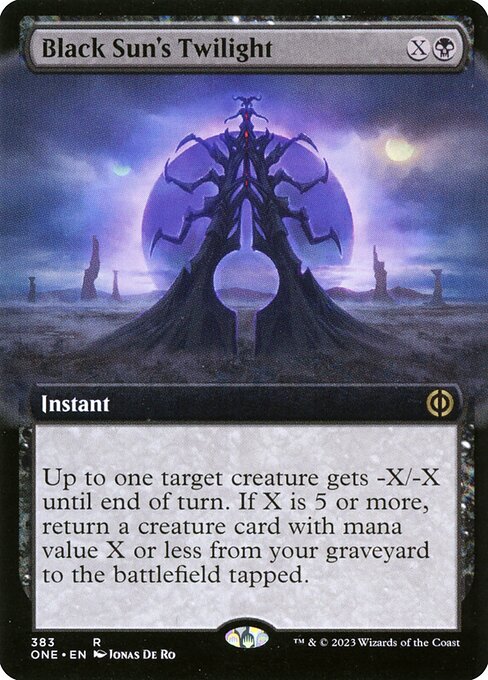 Black Sun's Twilight X
Instant
Up to one target creature gets -X/-X
until end of turn. If X is 5 or more,
return a creature card with mana
value X or less from your graveyard
to the battlefield tapped.
383 R
ONE • EN Jonas De Ro
™ & © 2023 Wizards of the Coast